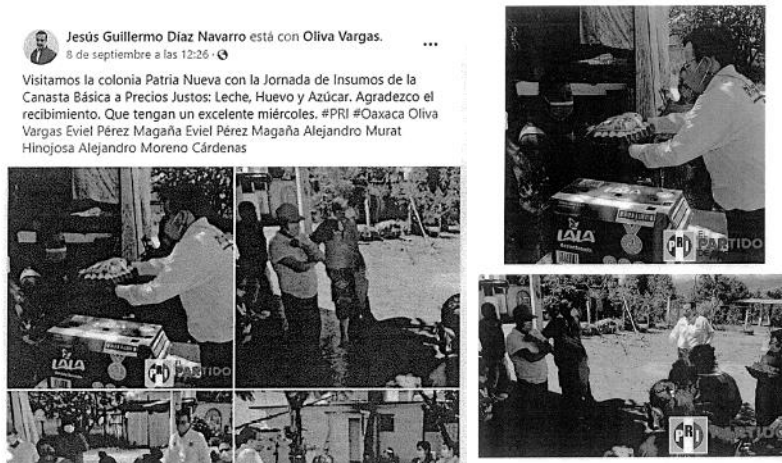 Jesús Guillermo Díaz Navarro está con Oliva Vargas.
8 de septiembre a las 12:26 ·
Visitamos la colonia Patria Nueva con la Jornada de Insumos de la
Canasta Básica a Precios Justos: Leche, Huevo y Azúcar. Agradezco el
recibimiento. Que tengan un excelente miércoles. #PRI #Oaxaca Oliva
Vargas Eviel Pérez Magaña Eviel Pérez Magaña Alejandro Murat
Hinojosa Alejandro Moreno Cárdenas
LALA
PRI
PARTIDO
LALA
PRI
EL
PARTIDO
PRI
PARTIDO